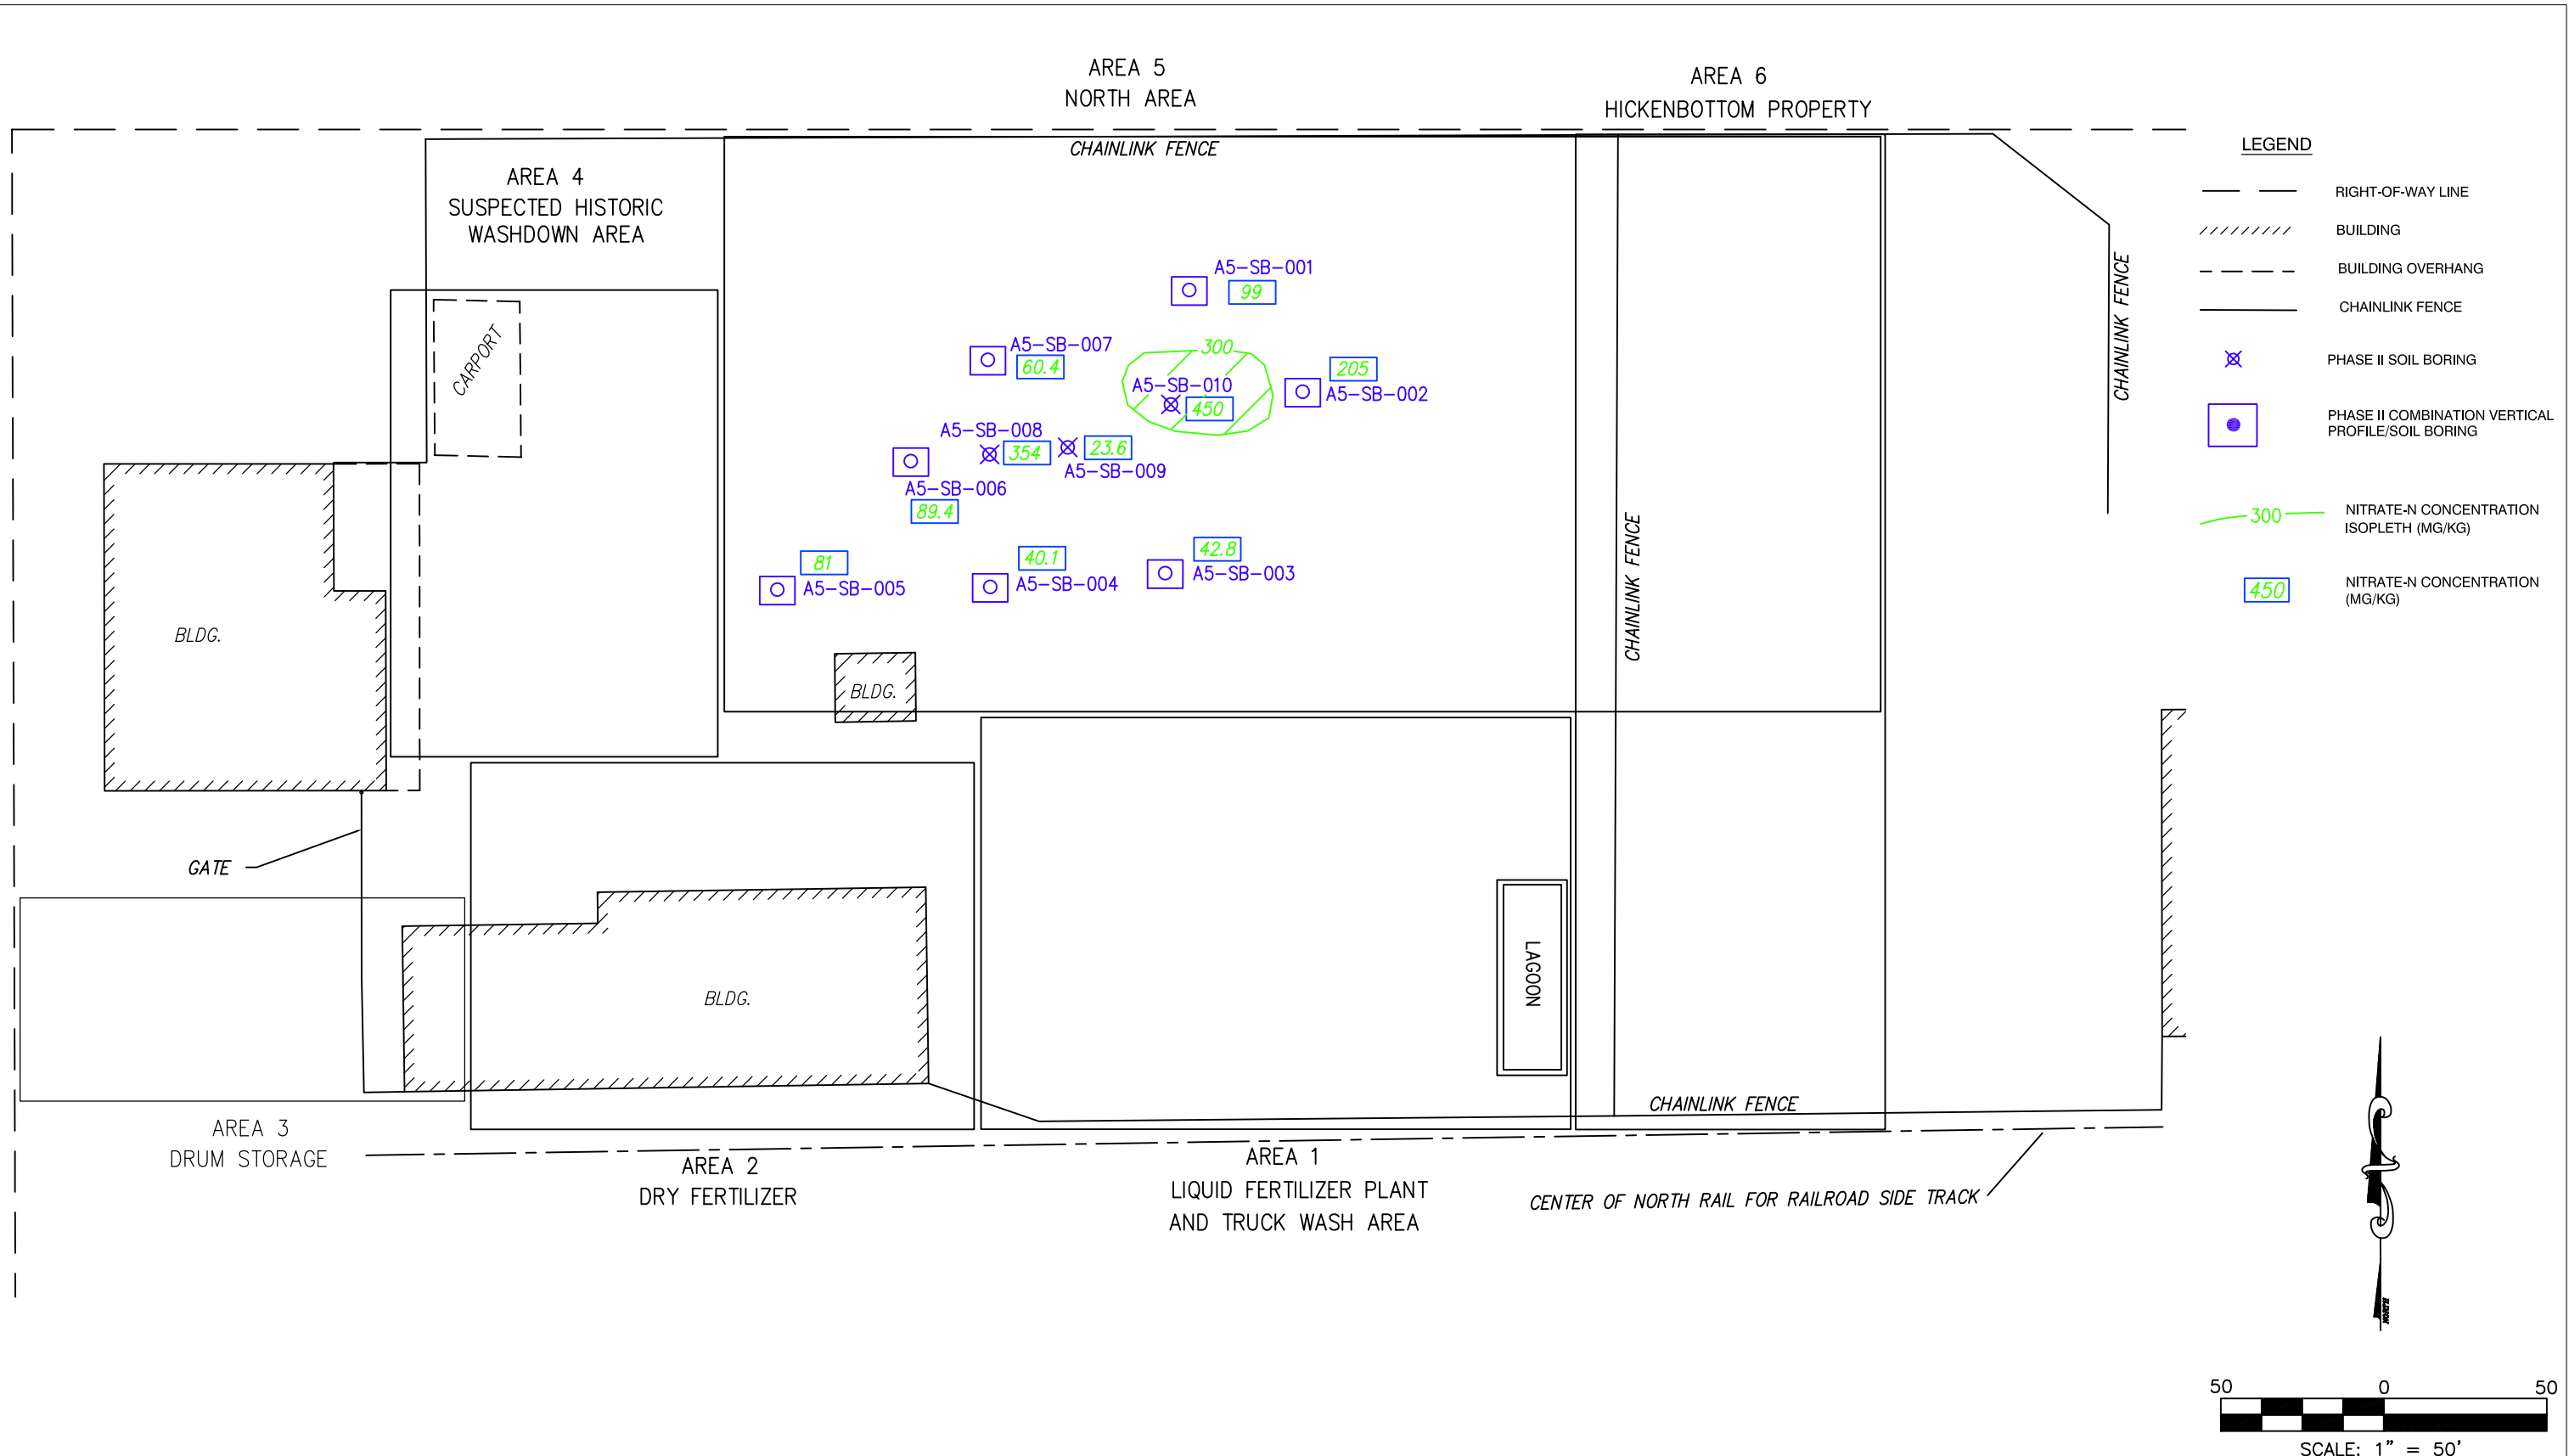 AREA 5
NORTH AREA
AREA 6
HICKENBOTTOM PROPERTY
CHAINLINK FENCE
AREA 4
SUSPECTED HISTORIC
WASHDOWN AREA
CARPORT
A5-SB-001
99
A5-SB-007
60.4
300
A5-SB-010
450
205
A5-SB-002
A5-SB-008
354
23.6
A5-SB-009
A5-SB-006
89.4
81
A5-SB-005
40.1
A5-SB-004
42.8
A5-SB-003
CHAINLINK FENCE
CHAINLINK FENCE
BLDG.
BLDG.
GATE
BLDG.
LAGOON
CHAINLINK FENCE
AREA 3
DRUM STORAGE
AREA 2
DRY FERTILIZER
AREA 1
LIQUID FERTILIZER PLANT
AND TRUCK WASH AREA
CENTER OF NORTH RAIL FOR RAILROAD SIDE TRACK
LEGEND
RIGHT-OF-WAY LINE
BUILDING
BUILDING OVERHANG
CHAINLINK FENCE
PHASE II SOIL BORING
PHASE II COMBINATION VERTICAL
PROFILE/SOIL BORING
300
NITRATE-N CONCENTRATION
ISOPLETH (MG/KG)
450
NITRATE-N CONCENTRATION
(MG/KG)
50 0 50
SCALE: 1" = 50'